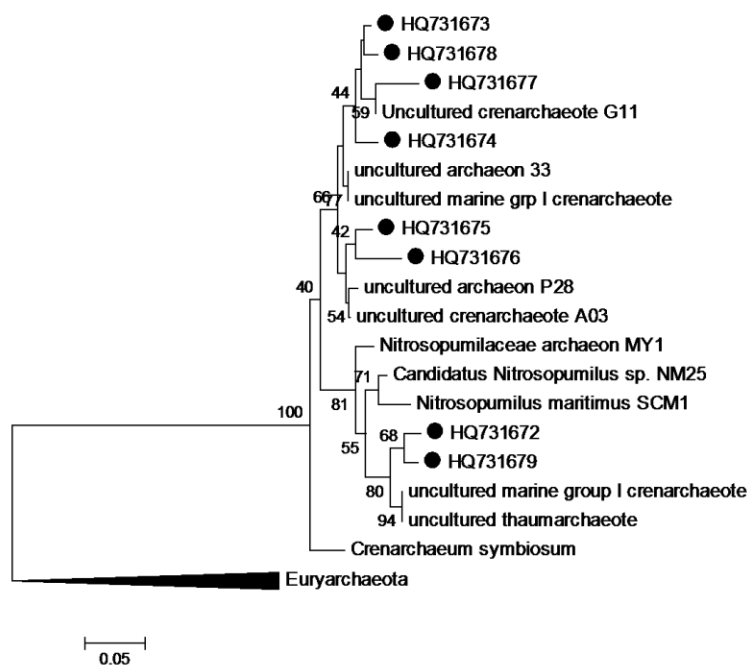 HQ731673
HQ731678
44
HQ731677
59
Uncultured crenarchaeote G11
HQ731674
uncultured archaeon 33
66
77
uncultured marine grp I crenarchaeote
42
HQ731675
HQ731676
40
uncultured archaeon P28
54
uncultured crenarchaeote A03
Nitrosopumilaceae archaeon MY1
71
Candidatus Nitrosopumilus sp. NM25
81
Nitrosopumilus maritimus SCM1
100
68
HQ731672
55
HQ731679
80
uncultured marine group I crenarchaeote
94
uncultured thaumarchaeote
Crenarchaeum symbiosum
Euryarchaeota
0.05